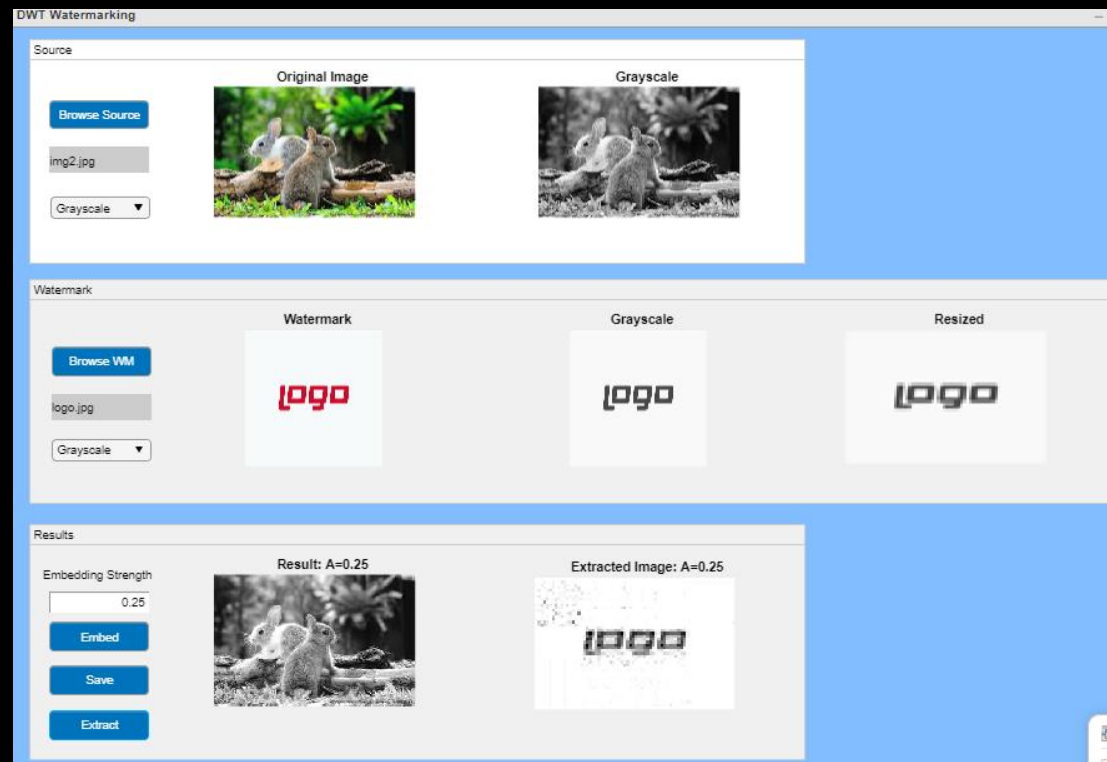 DWT Watermarking
Source
Original Image
Grayscale
Browse Source
img2.jpg
Grayscale
Watermark
Watermark
Grayscale
Resized
Browse WM
logo.jpg
Grayscale
logo
logo
logo
Results
Result: A=0.25
Extracted Image: A=0.25
Embedding Strength
0.25
Embed
Save
Extract
logo